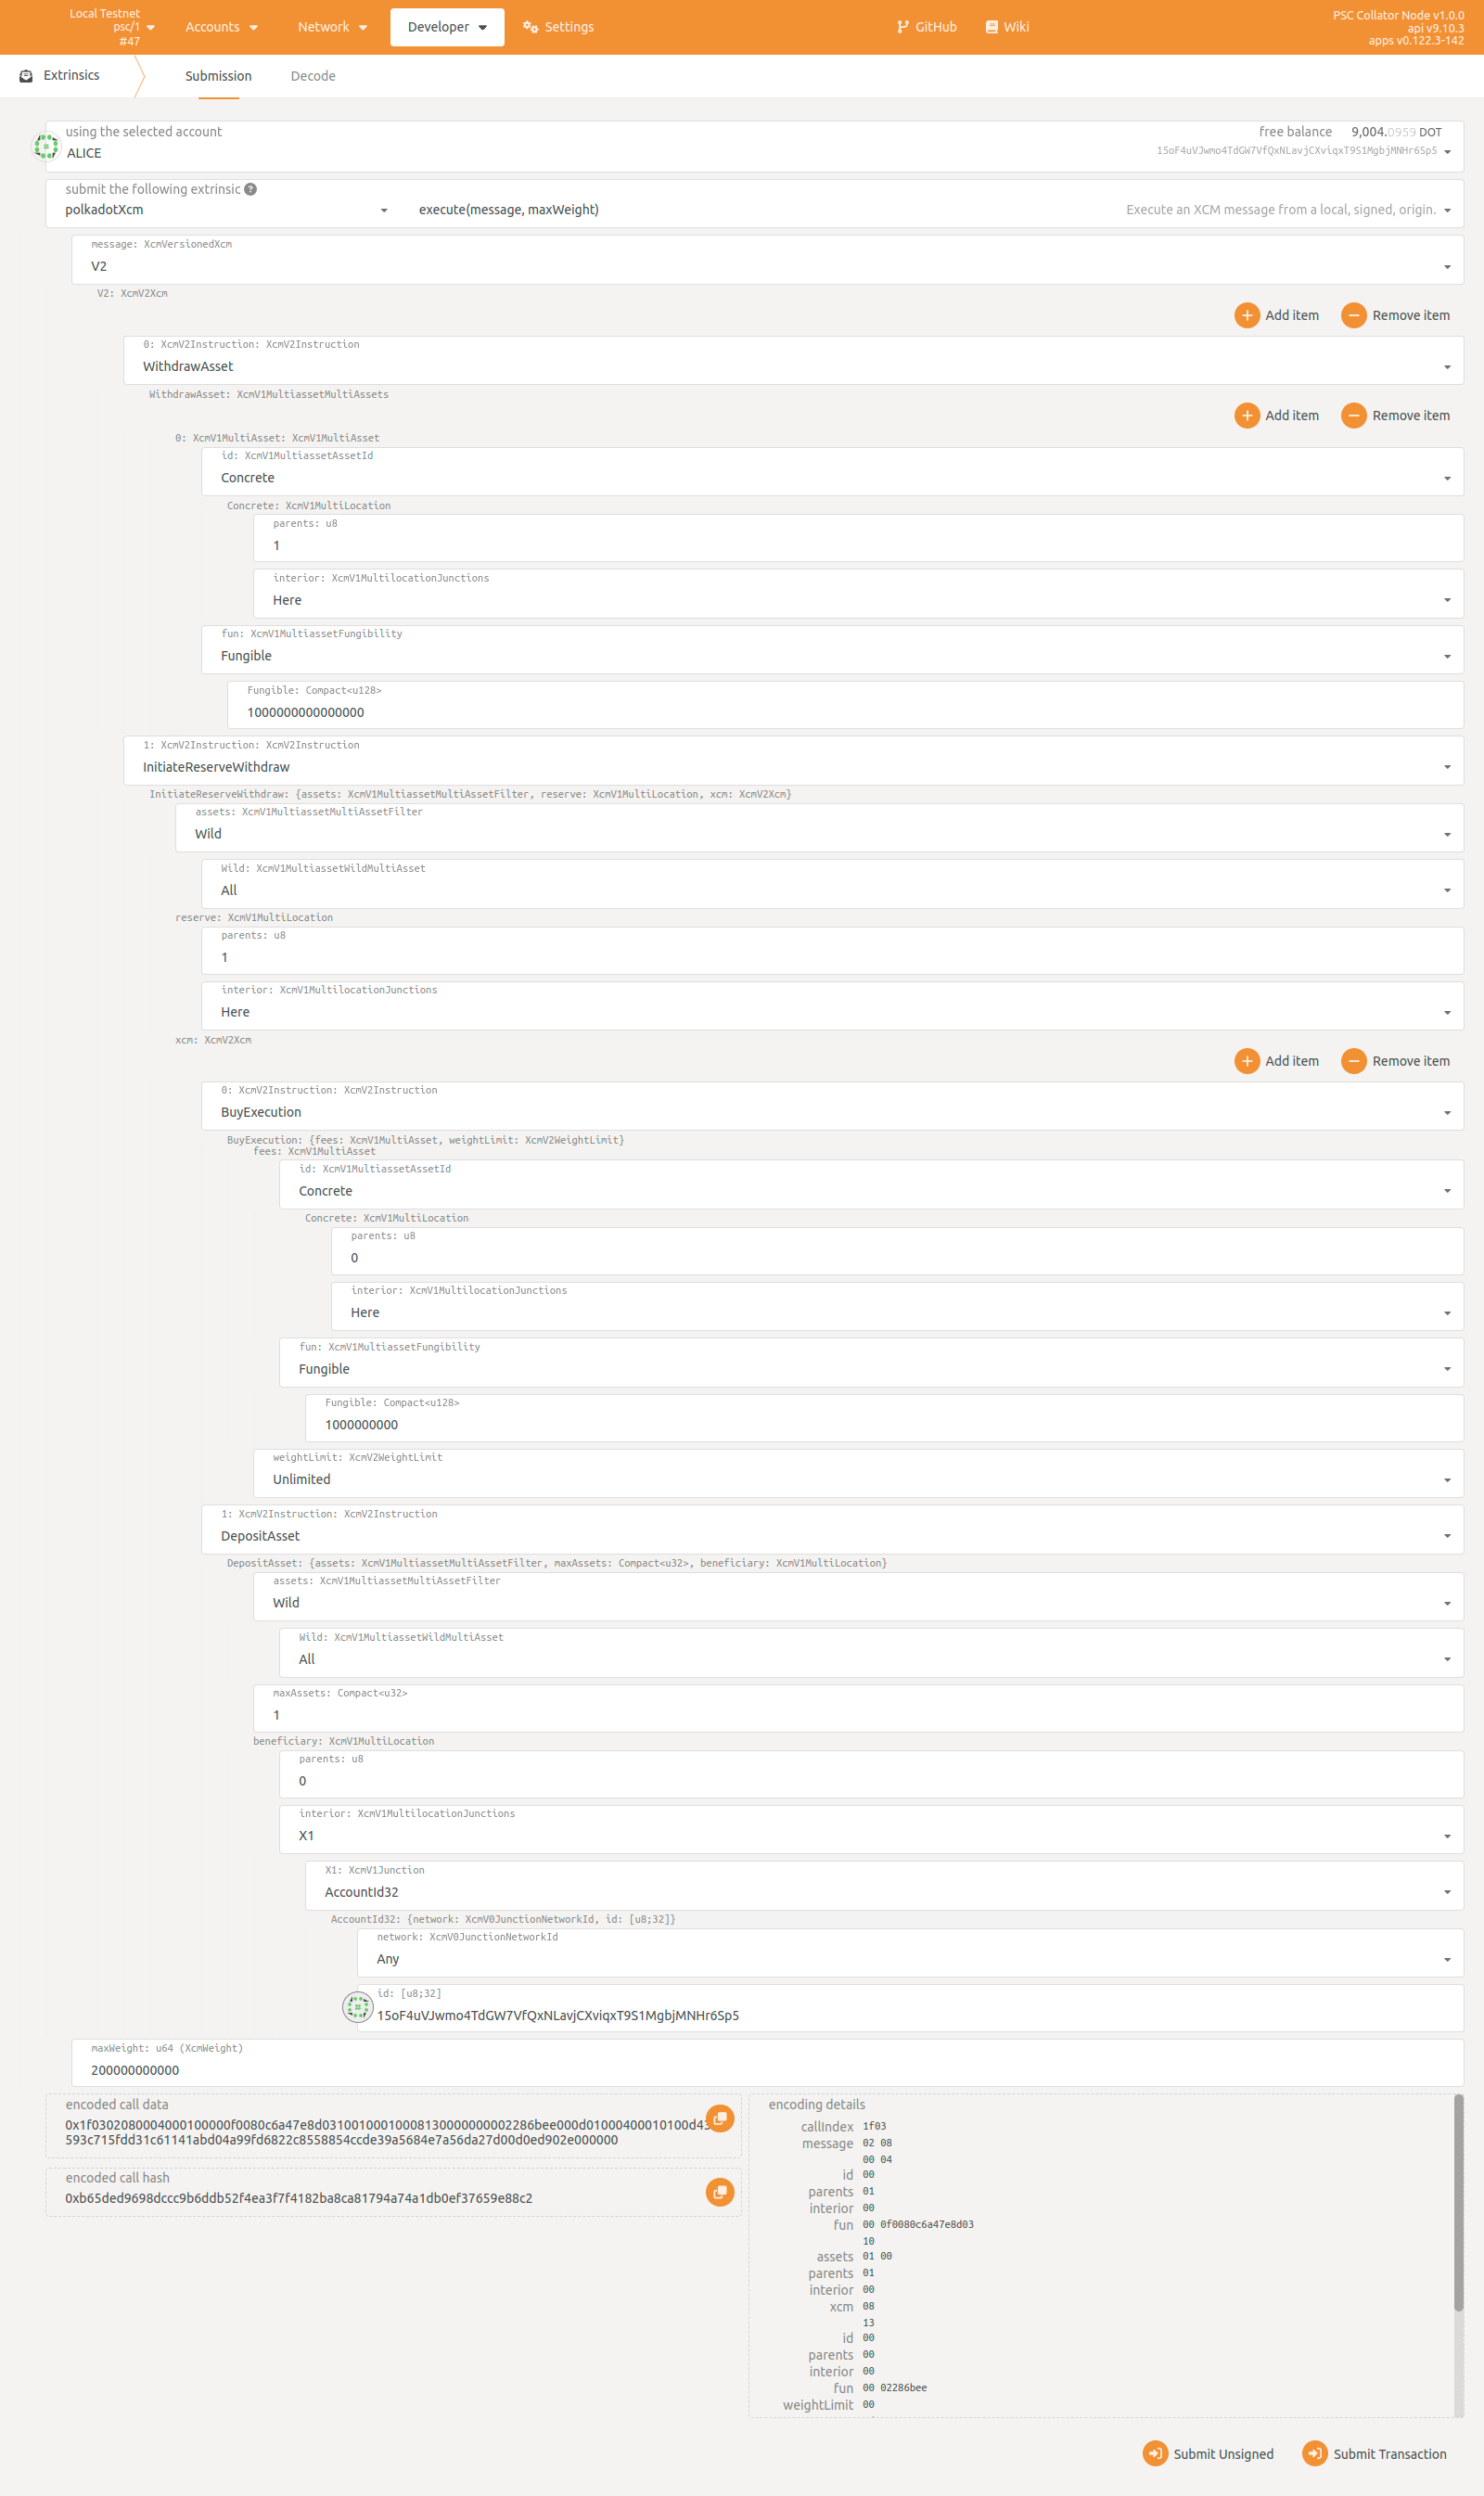 Local Testnet
psc/1
#47
Accounts
Network
Developer
Settings
GitHub
Wiki
PSC Collator Node v1.0.0
api v9.10.3
apps v0.122.3-142
Extrinsics
Submission
Decode
using the selected account
ALICE
free balance 9,004.0959 DOT
15oF4uVJwmo4TdGW7VfQxNLavjCXviqxT9S1MgbjMNHr6Sp5
submit the following extrinsic ?
polkadotXcm
execute(message, maxWeight)
Execute an XCM message from a local, signed, origin.
message: XcmVersionedXcm
V2
V2: XcmV2Xcm
Add item
Remove item
0: XcmV2Instruction: XcmV2Instruction
WithdrawAsset
WithdrawAsset: XcmV1MultiassetMultiAssets
Add item
Remove item
0: XcmV1MultiAsset: XcmV1MultiAsset
id: XcmV1MultiassetAssetId
Concrete
Concrete: XcmV1MultiLocation
parents: u8
1
interior: XcmV1MultilocationJunctions
Here
fun: XcmV1MultiassetFungibility
Fungible
Fungible: Compact<u128>
1000000000000000
1: XcmV2Instruction: XcmV2Instruction
InitiateReserveWithdraw
InitiateReserveWithdraw: {assets: XcmV1MultiassetMultiAssetFilter, reserve: XcmV1MultiLocation, xcm: XcmV2Xcm}
assets: XcmV1MultiassetMultiAssetFilter
Wild
Wild: XcmV1MultiassetWildMultiAsset
All
reserve: XcmV1MultiLocation
parents: u8
1
interior: XcmV1MultilocationJunctions
Here
xcm: XcmV2Xcm
Add item
Remove item
0: XcmV2Instruction: XcmV2Instruction
BuyExecution
BuyExecution: {fees: XcmV1MultiAsset, weightLimit: XcmV2WeightLimit}
fees: XcmV1MultiAsset
id: XcmV1MultiassetAssetId
Concrete
Concrete: XcmV1MultiLocation
parents: u8
0
interior: XcmV1MultilocationJunctions
Here
fun: XcmV1MultiassetFungibility
Fungible
Fungible: Compact<u128>
1000000000
weightLimit: XcmV2WeightLimit
Unlimited
1: XcmV2Instruction: XcmV2Instruction
DepositAsset
DepositAsset: {assets: XcmV1MultiassetMultiAssetFilter, maxAssets: Compact<u32>, beneficiary: XcmV1MultiLocation}
assets: XcmV1MultiassetMultiAssetFilter
Wild
Wild: XcmV1MultiassetWildMultiAsset
All
maxAssets: Compact<u32>
1
beneficiary: XcmV1MultiLocation
parents: u8
0
interior: XcmV1MultilocationJunctions
X1
X1: XcmV1Junction
AccountId32
AccountId32: {network: XcmV0JunctionNetworkId, id: [u8;32]}
network: XcmV0JunctionNetworkId
Any
id: [u8;32]
15oF4uVJwmo4TdGW7VfQxNLavjCXviqxT9S1MgbjMNHr6Sp5
maxWeight: u64 (XcmWeight)
200000000000
encoded call data
0x1f0302080004000100000f0080c6a47e8d03100100010008130000000002286bee000d01000400010100d43
593c715fdd31c61141abd04a99fd6822c8558854ccde39a5684e7a56da27d00d0ed902e000000
encoded call hash
0xb65ded9698dccc9b6ddb52f4ea3f7f4182ba8ca81794a74a1db0ef37659e88c2
encoding details
callIndex 1f03
message 02 08
00 04
id 00
parents 01
interior 00
fun 00 0f0080c6a47e8d03
10
assets 01 00
parents 01
interior 00
xcm 08
13
id 00
parents 00
interior 00
fun 00 02286bee
weightLimit 00
Submit Unsigned
Submit Transaction